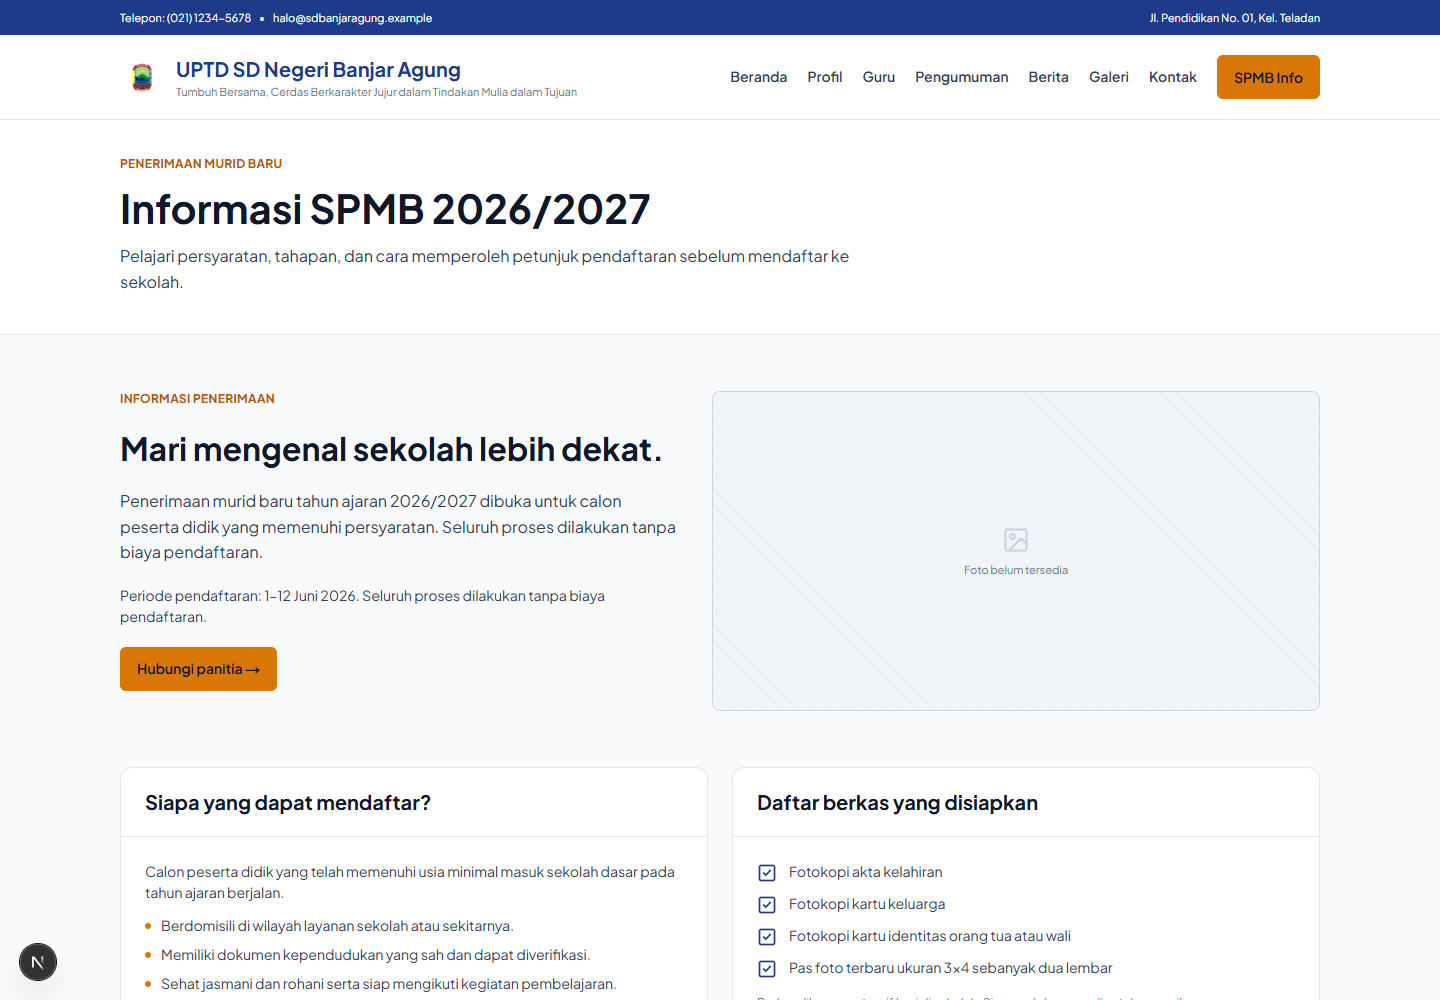 Telepon: (021) 1234-5678 • halo@sdbanjaragung.example
Jl. Pendidikan No. 01, Kel. Teladan
UPTD SD Negeri Banjar Agung
Tumbuh Bersama, Cerdas Berkarakter Jujur dalam Tindakan Mulia dalam Tujuan
Beranda Profil Guru Pengumuman Berita Galeri Kontak SPMB Info
PENERIMAAN MURID BARU
Informasi SPMB 2026/2027
Pelajari persyaratan, tahapan, dan cara memperoleh petunjuk pendaftaran sebelum mendaftar ke
sekolah.
INFORMASI PENERIMAAN
Mari mengenal sekolah lebih dekat.
Penerimaan murid baru tahun ajaran 2026/2027 dibuka untuk calon
peserta didik yang memenuhi persyaratan. Seluruh proses dilakukan tanpa
biaya pendaftaran.
Periode pendaftaran: 1–12 Juni 2026. Seluruh proses dilakukan tanpa biaya
pendaftaran.
Hubungi panitia →
Foto belum tersedia
Siapa yang dapat mendaftar?
Calon peserta didik yang telah memenuhi usia minimal masuk sekolah dasar pada
tahun ajaran berjalan.
Berdomisili di wilayah layanan sekolah atau sekitarnya.
Memiliki dokumen kependudukan yang sah dan dapat diverifikasi.
Sehat jasmani dan rohani serta siap mengikuti kegiatan pembelajaran.
Daftar berkas yang disiapkan
Fotokopi akta kelahiran
Fotokopi kartu keluarga
Fotokopi kartu identitas orang tua atau wali
Pas foto terbaru ukuran 3×4 sebanyak dua lembar
N